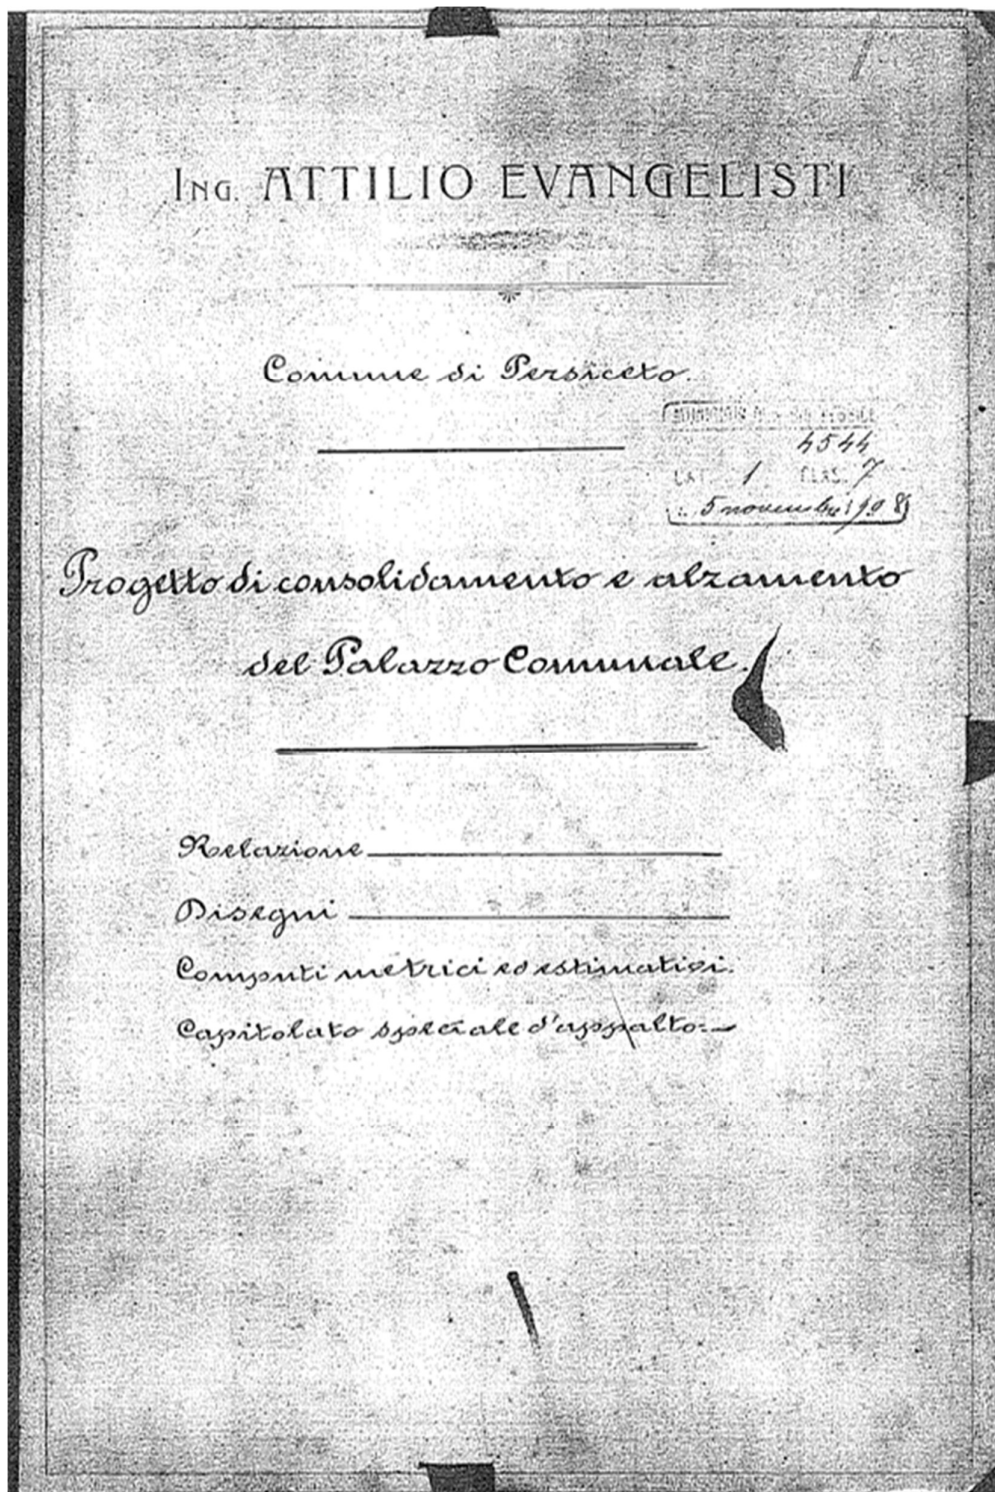 ING. ATTILIO EVANGELISTI
Comune di Persiceto.
4544
CAT. 1 CLAS. 7
5 novembre 1908
Progetto di consolidamento e alzamento
del Palazzo Comunale.
Relazione
Disegni
Computi metrici ed estimativi.
Capitolato speciale d'appalto.